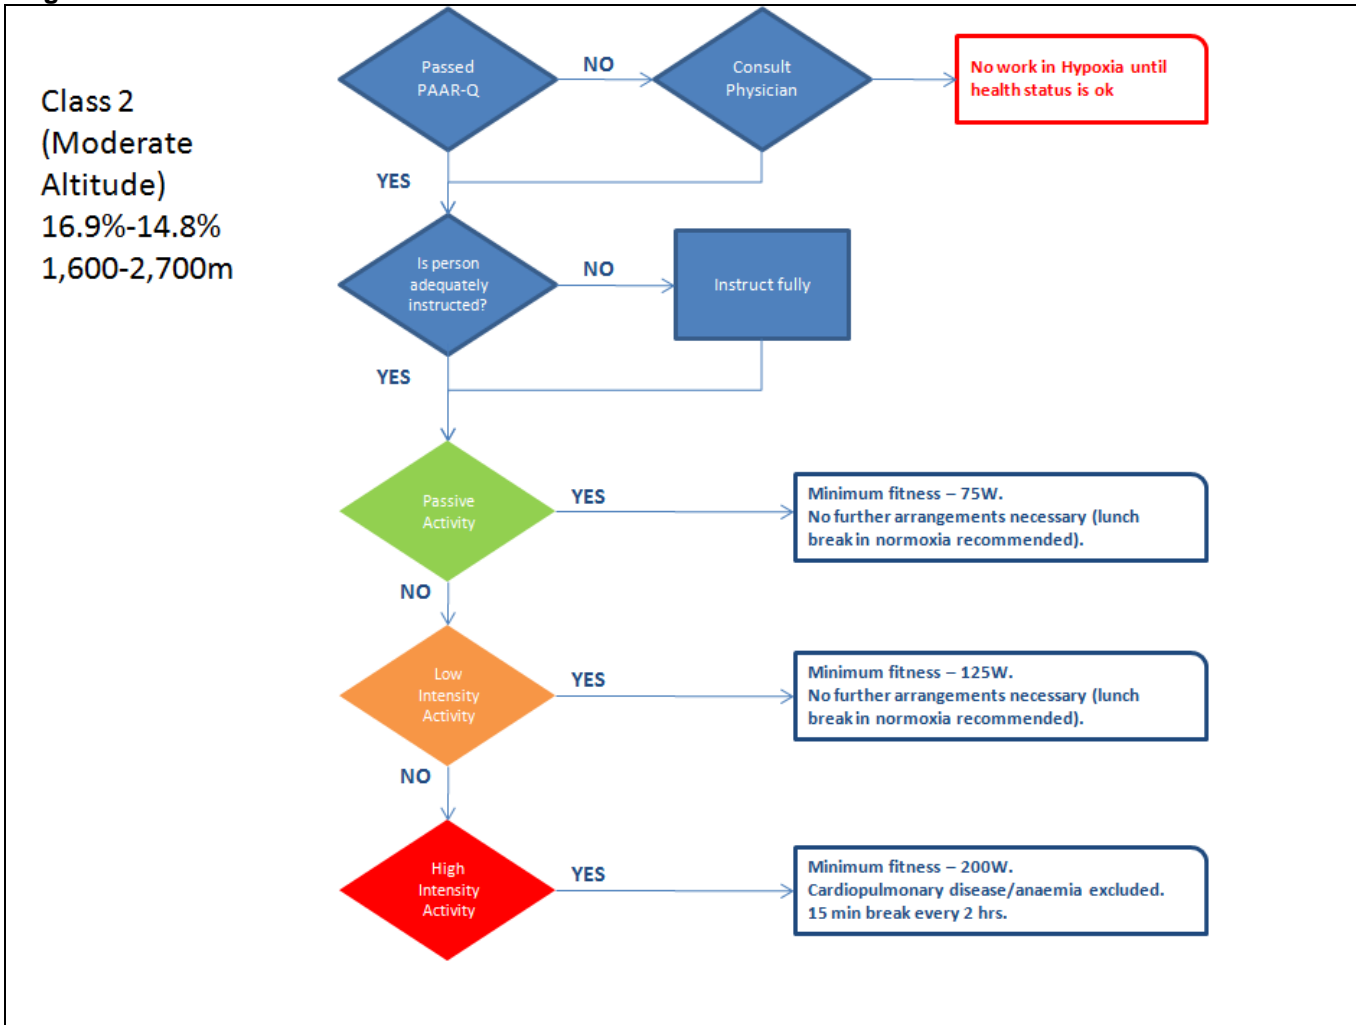 Class 2
(Moderate
Altitude)
16.9%-14.8%
1,600-2,700m
Passed
PAAR-Q
NO
Consult
Physician
No work in Hypoxia until
health status is ok
YES
Is person
adequately
instructed?
NO
Instruct fully
YES
Passive
Activity
YES
Minimum fitness – 75W.
No further arrangements necessary (lunch
break in normoxia recommended).
NO
Low
Intensity
Activity
YES
Minimum fitness – 125W.
No further arrangements necessary (lunch
break in normoxia recommended).
NO
High
Intensity
Activity
YES
Minimum fitness – 200W.
Cardiopulmonary disease/anaemia excluded.
15 min break every 2 hrs.